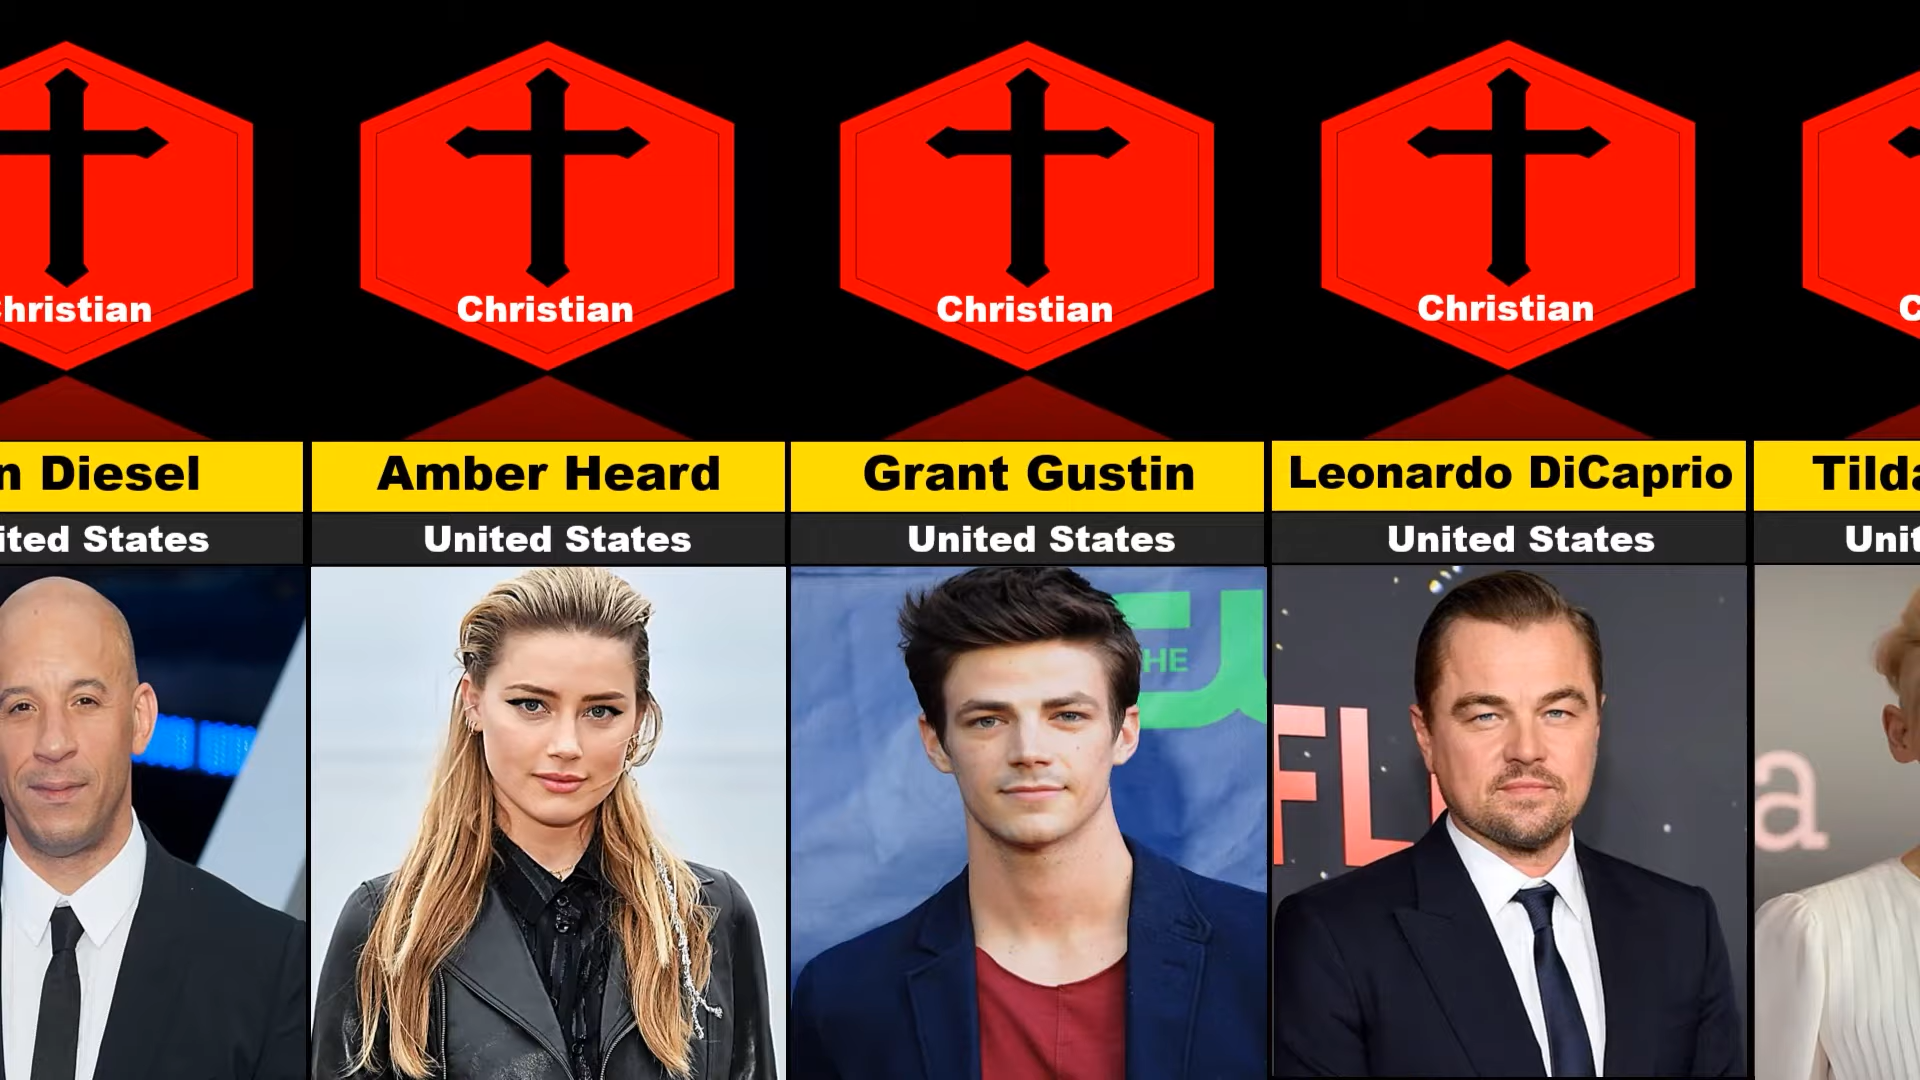 hristian
Christian
Christian
Christian
C
n Diesel
Amber Heard
Grant Gustin
Leonardo DiCaprio
Tilda
ited States
United States
United States
United States
Unit
THE
FL
a